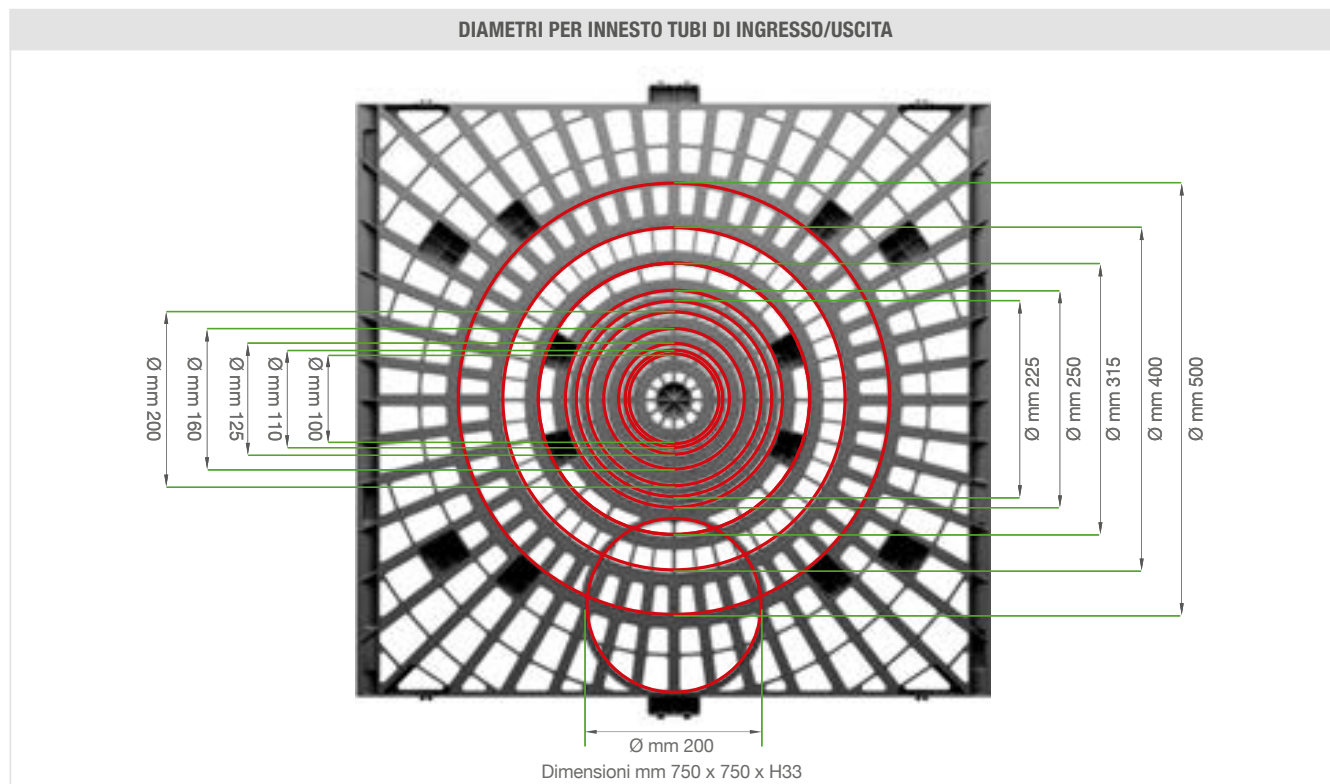 DIAMETRI PER INNESTO TUBI DI INGRESSO/USCITA
Ø mm 200
Ø mm 160
Ø mm 125
Ø mm 110
Ø mm 100
Ø mm 225
Ø mm 250
Ø mm 315
Ø mm 400
Ø mm 500
Ø mm 200
Dimensioni mm 750 x 750 x H33